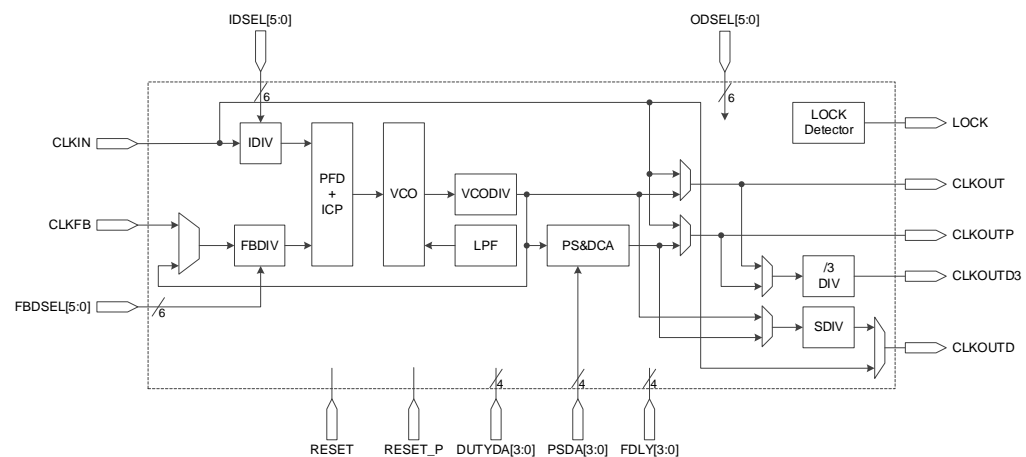 IDSEL[5:0]
ODSEL[5:0]
6
6
LOCK
Detector
LOCK
CLKIN
IDIV
PFD
+
ICP
VCO
VCODIV
CLKOUT
CLKFB
FBDIV
LPF
PS&DCA
CLKOUTP
/3
DIV
CLKOUTD3
FBDSEL[5:0]
6
SDIV
CLKOUTD
4
4
4
RESET
RESET_P
DUTYDA[3:0]
PSDA[3:0]
FDLY[3:0]